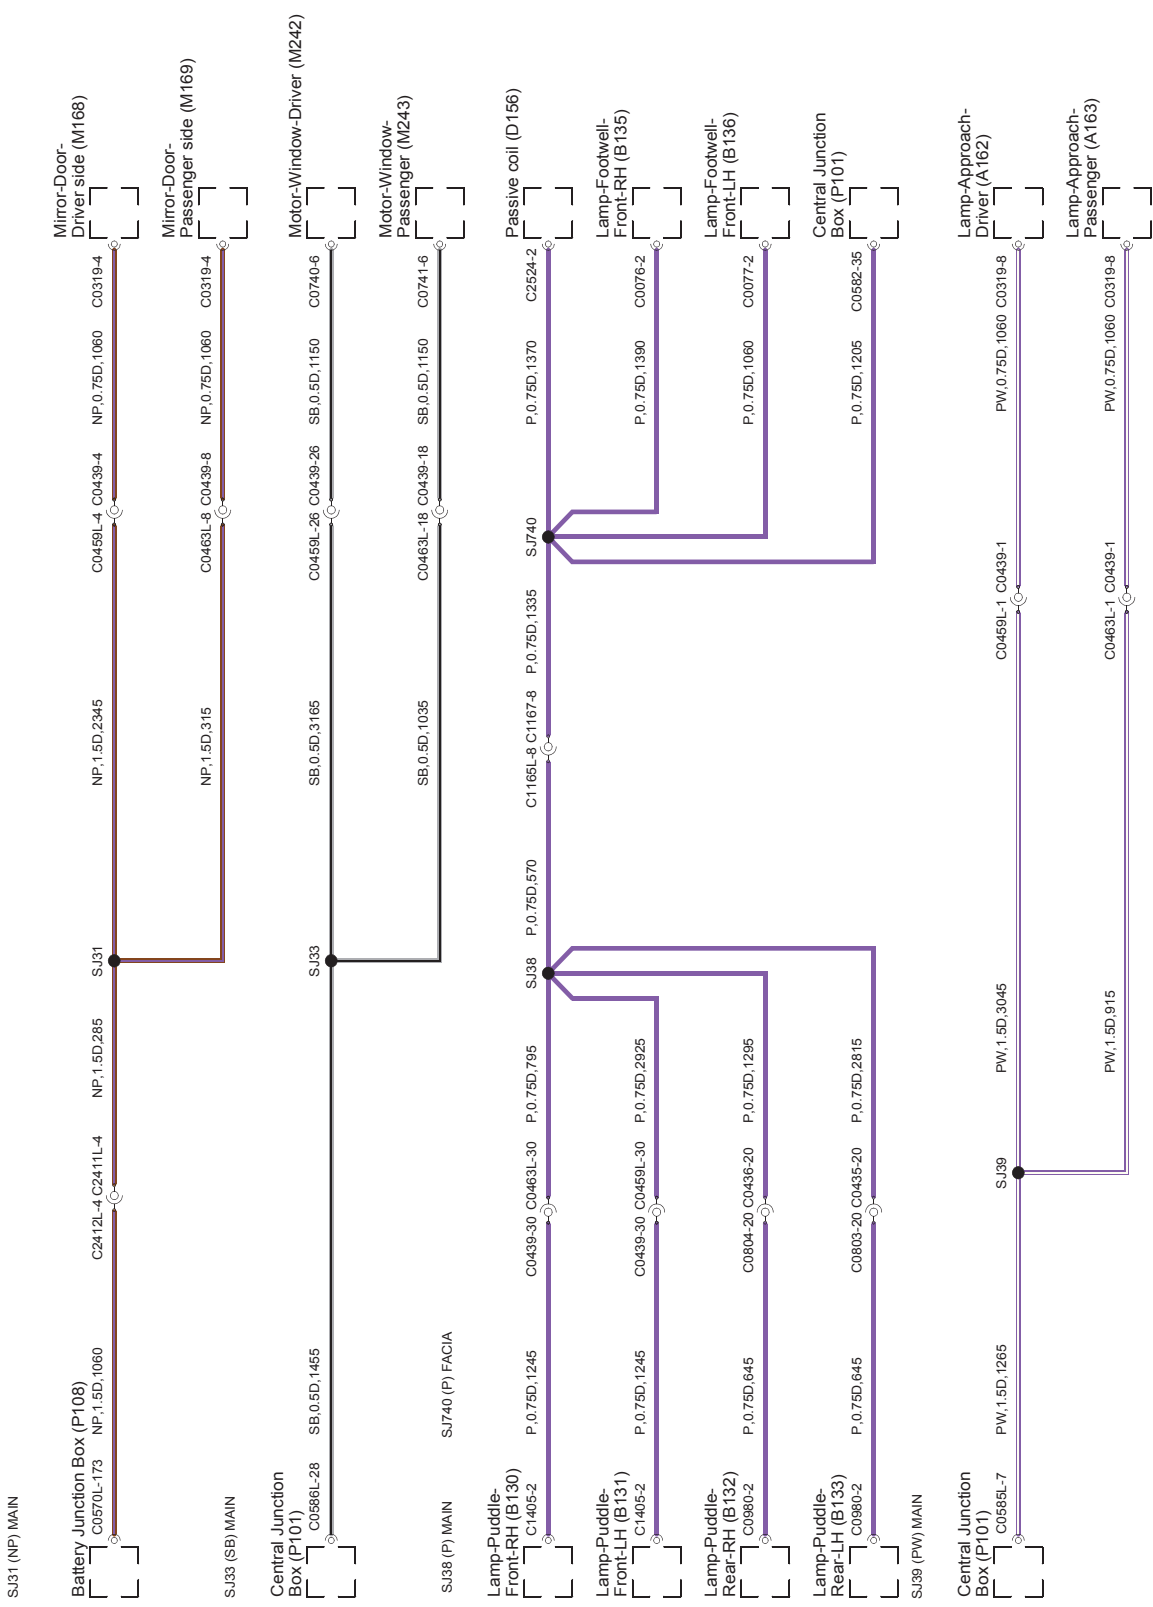 SJ31 (NP) MAIN
Battery Junction Box (P108)
C0570L-173
NP,1.5D,1060
C2412L-4
C2411L-4
NP,1.5D,285
SJ31
NP,1.5D,2345
C0459L-4
C0439-4
NP,0.75D,1060
C0319-4
Mirror-Door-
Driver side (M168)
NP,1.5D,315
C0463L-8
C0439-8
NP,0.75D,1060
C0319-4
Mirror-Door-
Passenger side (M169)
SJ33 (SB) MAIN
Central Junction
Box (P101)
C0586L-28
SB,0.5D,1455
SJ33
SB,0.5D,3165
C0459L-26
C0439-26
SB,0.5D,1150
C0740-6
Motor-Window-Driver (M242)
SB,0.5D,1035
C0463L-18
C0439-18
SB,0.5D,1150
C0741-6
Motor-Window-
Passenger (M243)
SJ38 (P) MAIN
SJ740 (P) FACIA
Lamp-Puddle-
Front-RH (B130)
C1405-2
P,0.75D,1245
C0439-30
C0463L-30
P,0.75D,795
SJ38
P,0.75D,570
C1165L-8
C1167-8
P,0.75D,1335
SJ740
P,0.75D,1370
C2524-2
Passive coil (D156)
Lamp-Puddle-
Front-LH (B131)
C1405-2
P,0.75D,1245
C0439-30
C0459L-30
P,0.75D,2925
P,0.75D,1390
C0076-2
Lamp-Footwell-
Front-RH (B135)
Lamp-Puddle-
Rear-RH (B132)
C0980-2
P,0.75D,645
C0804-20
C0436-20
P,0.75D,1295
P,0.75D,1060
C0077-2
Lamp-Footwell-
Front-LH (B136)
Lamp-Puddle-
Rear-LH (B133)
C0980-2
P,0.75D,645
C0803-20
C0435-20
P,0.75D,2815
P,0.75D,1205
C0582-35
Central Junction
Box (P101)
SJ39 (PW) MAIN
Central Junction
Box (P101)
C0585L-7
PW,1.5D,1265
SJ39
PW,1.5D,3045
C0459L-1
C0439-1
PW,0.75D,1060
C0319-8
Lamp-Approach-
Driver (A162)
PW,1.5D,915
C0463L-1
C0439-1
PW,0.75D,1060
C0319-8
Lamp-Approach-
Passenger (A163)